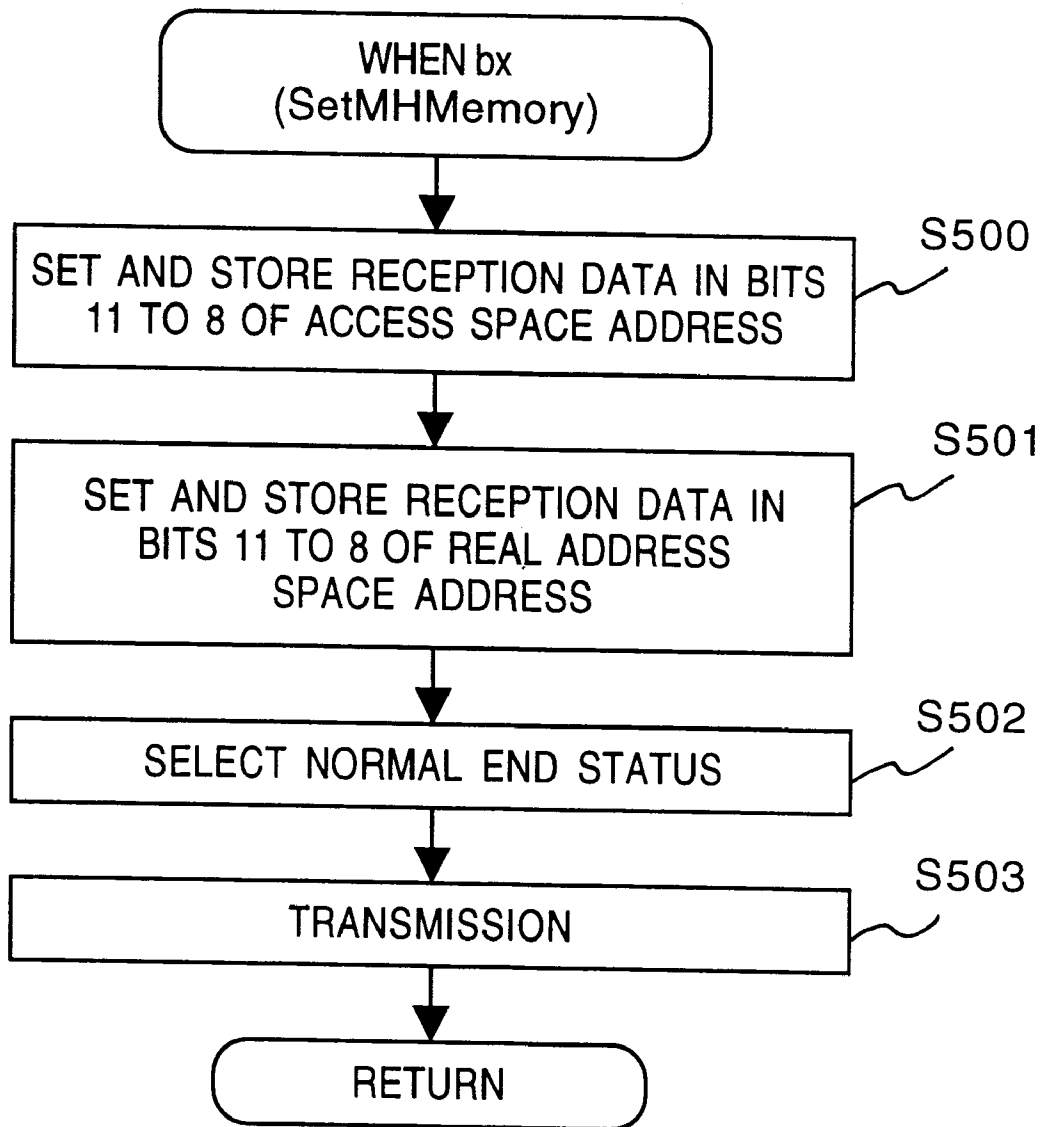 WHEN bx
(SetMHMemory)
S500
SET AND STORE RECEPTION DATA IN BITS
11 TO 8 OF ACCESS SPACE ADDRESS
S501
SET AND STORE RECEPTION DATA IN
BITS 11 TO 8 OF REAL ADDRESS
SPACE ADDRESS
S502
SELECT NORMAL END STATUS
S503
TRANSMISSION
RETURN